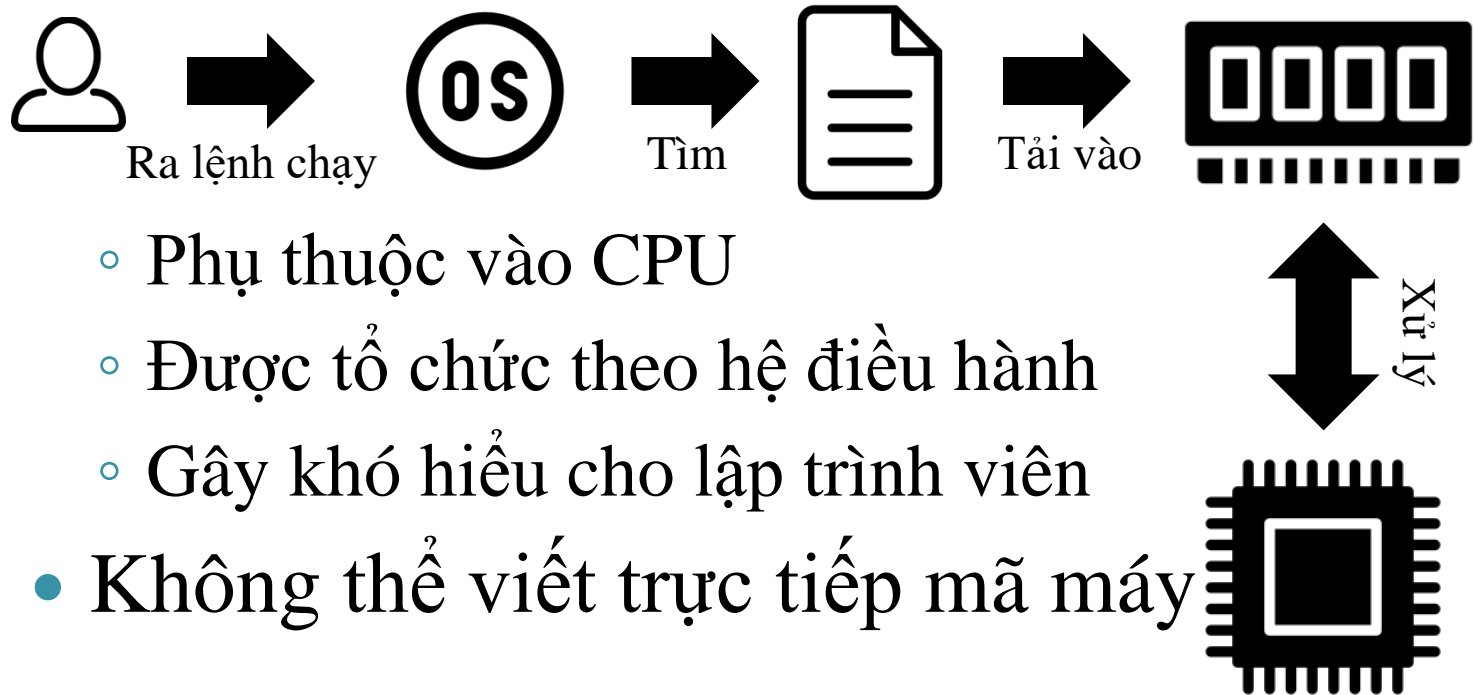 OS
Ra lệnh chạy
Tìm
Tải vào
Xử lý
Phụ thuộc vào CPU
Được tổ chức theo hệ điều hành
Gây khó hiểu cho lập trình viên
Không thể viết trực tiếp mã máy